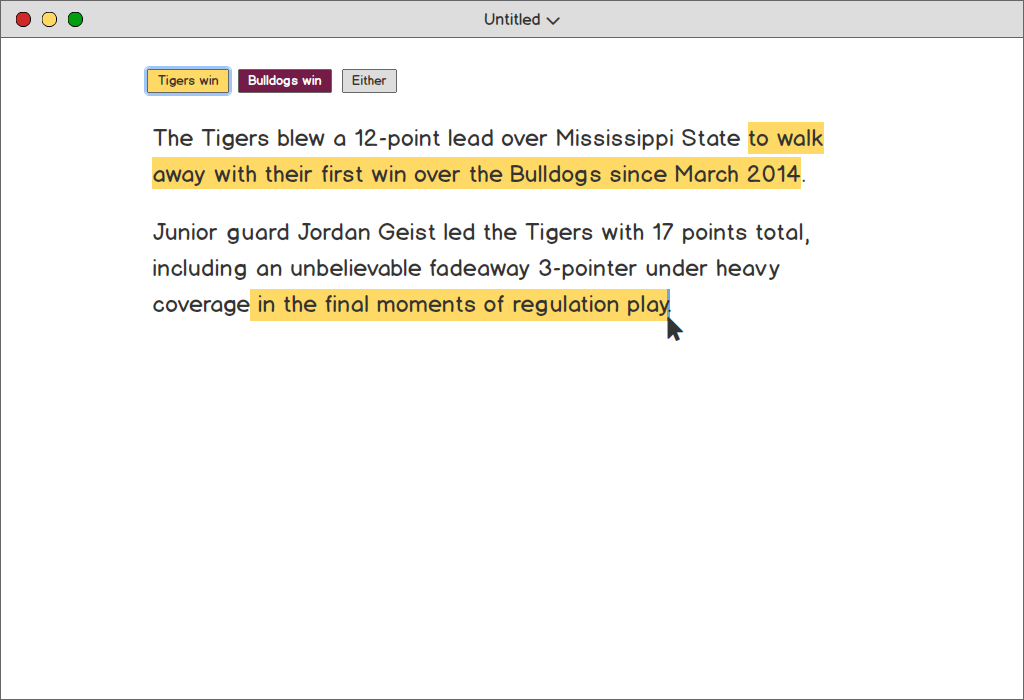 Untitled
Tigers win Bulldogs win Either
The Tigers blew a 12-point lead over Mississippi State to walk
away with their first win over the Bulldogs since March 2014.
Junior guard Jordan Geist led the Tigers with 17 points total,
including an unbelievable fadeaway 3-pointer under heavy
coverage in the final moments of regulation play.